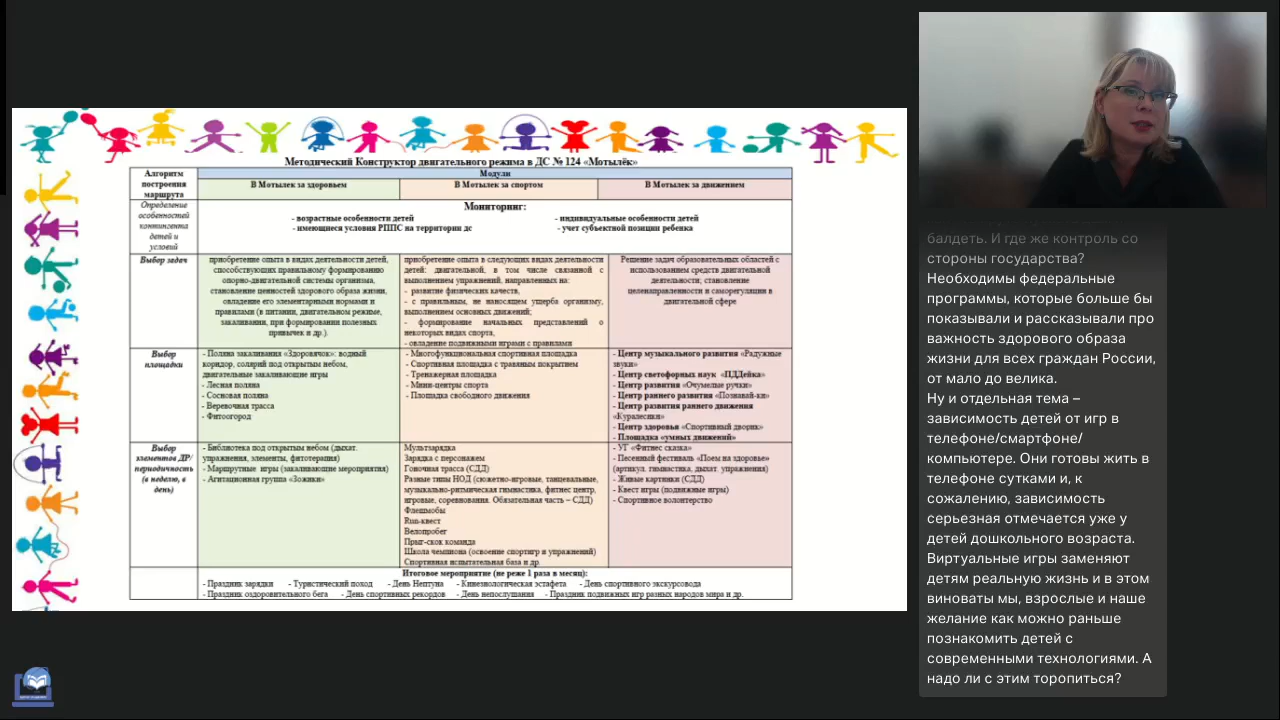 Методический Конструктор двигательного режима в ДС № 124 «Мотылёк»
Алгоритм
построения
маршрута
Модули
В Мотылек за здоровьем
В Мотылек за спортом
В Мотылек за движением
Определение
особенностей
контингента
детей и
условий
Мониторинг:
- возрастные особенности детей
- индивидуальные особенности детей
- имеющиеся условия РППС на территории дс
- учет субъектной позиции ребенка
Выбор задач
приобретение опыта в видах деятельности детей,
способствующих правильному формированию
опорно-двигательной системы организма,
становление ценностей здорового образа жизни,
овладение его элементарными нормами и
правилами (в питании, двигательном режиме,
закаливании, при формировании полезных
привычек и др.).
приобретение опыта в следующих видах деятельности
детей: двигательной, в том числе связанной с
выполнением упражнений, направленных на:
- развитие физических качеств,
- с правильным, не наносящем ущерба организму,
выполнением основных движений;
- формирование начальных представлений о
некоторых видах спорта,
- овладение подвижными играми с правилами
Решение задач образовательных областей с
использованием средств двигательной
деятельности; становление
целенаправленности и саморегуляции в
двигательной сфере
Выбор
площадки
- Поляна закаливания «Здоровячок»: водный
коридор, солярий под открытым небом,
двигательные закаливающие игры
- Лесная поляна
- Сосновая поляна
- Веревочная трасса
- Фитоогород
- Многофункциональная спортивная площадка
- Спортивная площадка с травяным покрытием
- Тренажерная площадка
- Мини-центры спорта
- Площадка свободного движения
- Центр музыкального развития «Радужные
звуки»
- Центр светофорных наук «ПДДейка»
- Центр развития «Очумелые ручки»
- Центр раннего развития «Познавай-ки»
- Центр развития раннего движения
«Куралесики»
- Центр здоровья «Спортивный дворик»
- Площадка «умных движений»
Выбор
элементов ДР/
периодичность
(в неделю, в
день)
- Библиотека под открытым небом (дыхат.
упражнения, элементы, фитотерапия)
- Маршрутные игры (закаливающие мероприятия)
- Агитационная группа «Зожики»
Мультзарядка
Зарядка с персонажем
Гоночная трасса (СДД)
Разные типы НОД (сюжетно-игровые, танцевальные,
музыкально-ритмическая гимнастика, фитнес центр,
игровые, соревнования. Обязательная часть – СДД)
Флешмобы
Run-квест
Велопробег
Прыг-скок команда
Школа чемпиона (освоение спортигр и упражнений)
Спортивная испытательная база и др.
- УГ «Фитнес сказка»
- Песенный фестиваль «Поем на здоровье»
(артикул, гимнастика, дыхат. упражнения)
- Живые картинки (СДД)
- Квест игры (подвижные игры)
- Спортивное волонтерство
Итоговое мероприятие (не реже 1 раза в месяц):
- Праздник зарядки - Туристический поход - День Нептуна - Кинезиологическая эстафета - День спортивного экскурсовода
- Праздник оздоровительного бега - День спортивных рекордов - День непослушания - Праздник подвижных игр разных народов мира и др.
балдеть. И где же контроль со
стороны государства?
Необходимы федеральные
программы, которые больше бы
показывали и рассказывали про
важность здорового образа
жизни для всех граждан России,
от мало до велика.
Ну и отдельная тема –
зависимость детей от игр в
телефоне/смартфоне/
компьютере. Они готовы жить в
телефоне сутками и, к
сожалению, зависимость
серьезная отмечается уже у
детей дошкольного возраста.
Виртуальные игры заменяют
детям реальную жизнь и в этом
виноваты мы, взрослые и наше
желание как можно раньше
познакомить детей с
современными технологиями. А
надо ли с этим торопиться?